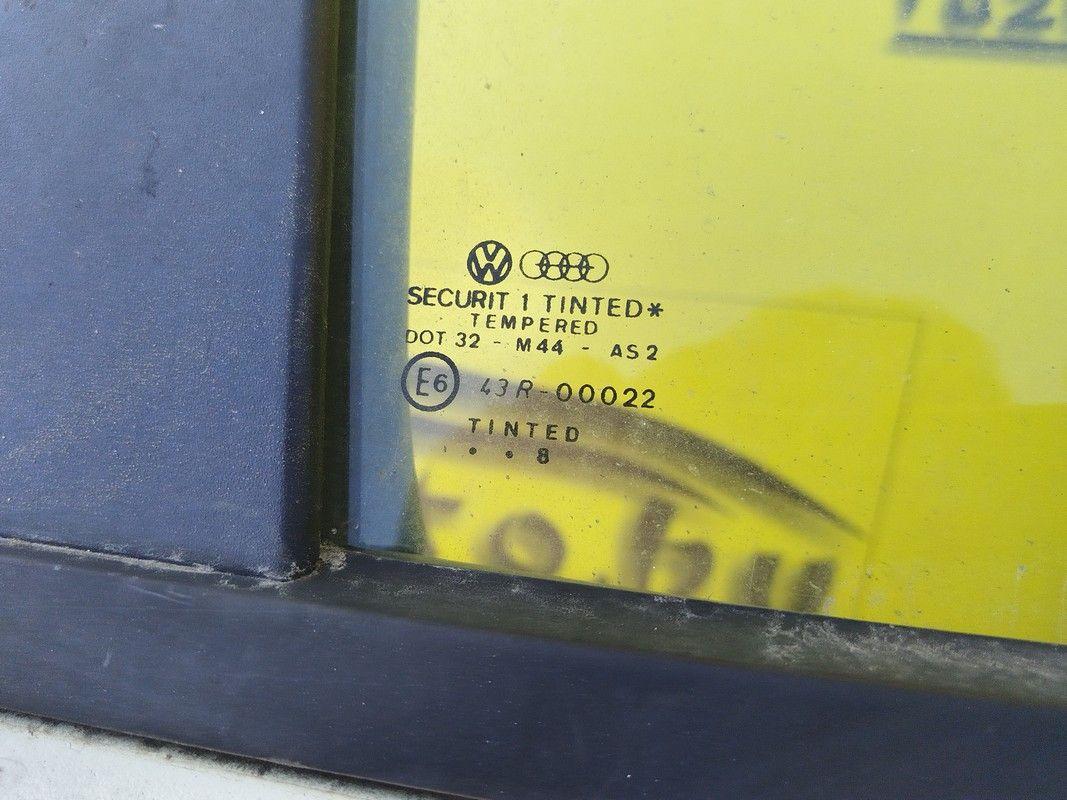 SECURIT 1 TINTED*
TEMPERED
DOT 32 - M44 - AS2
E6 43R-00022
TINTED
. . 8